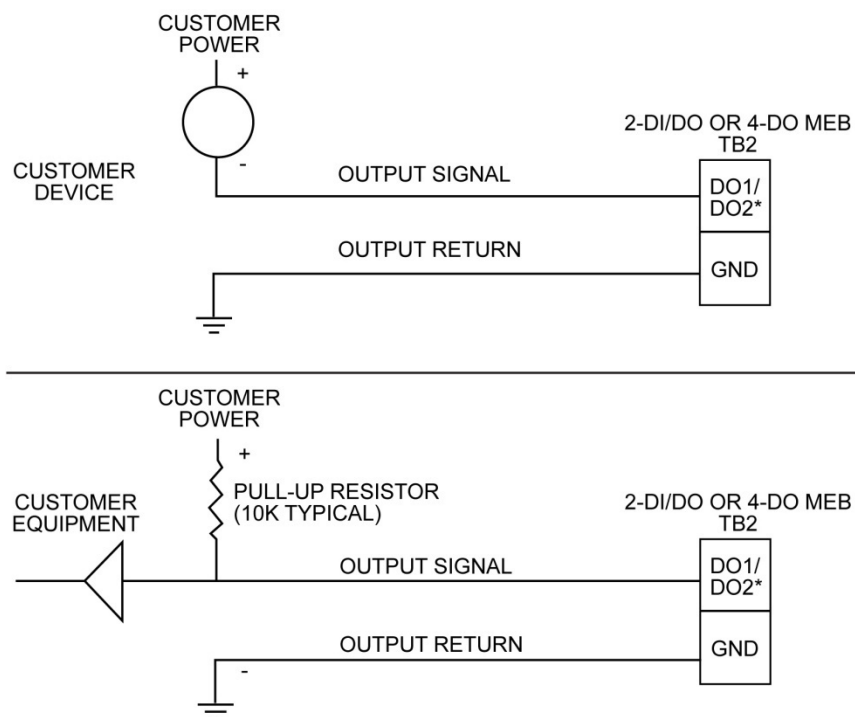 CUSTOMER
POWER
+
-
2-DI/DO OR 4-DO MEB
TB2
CUSTOMER
DEVICE
OUTPUT SIGNAL
DO1/
DO2*
OUTPUT RETURN
GND
CUSTOMER
POWER
+
PULL-UP RESISTOR
(10K TYPICAL)
CUSTOMER
EQUIPMENT
2-DI/DO OR 4-DO MEB
TB2
OUTPUT SIGNAL
DO1/
DO2*
OUTPUT RETURN
-
GND